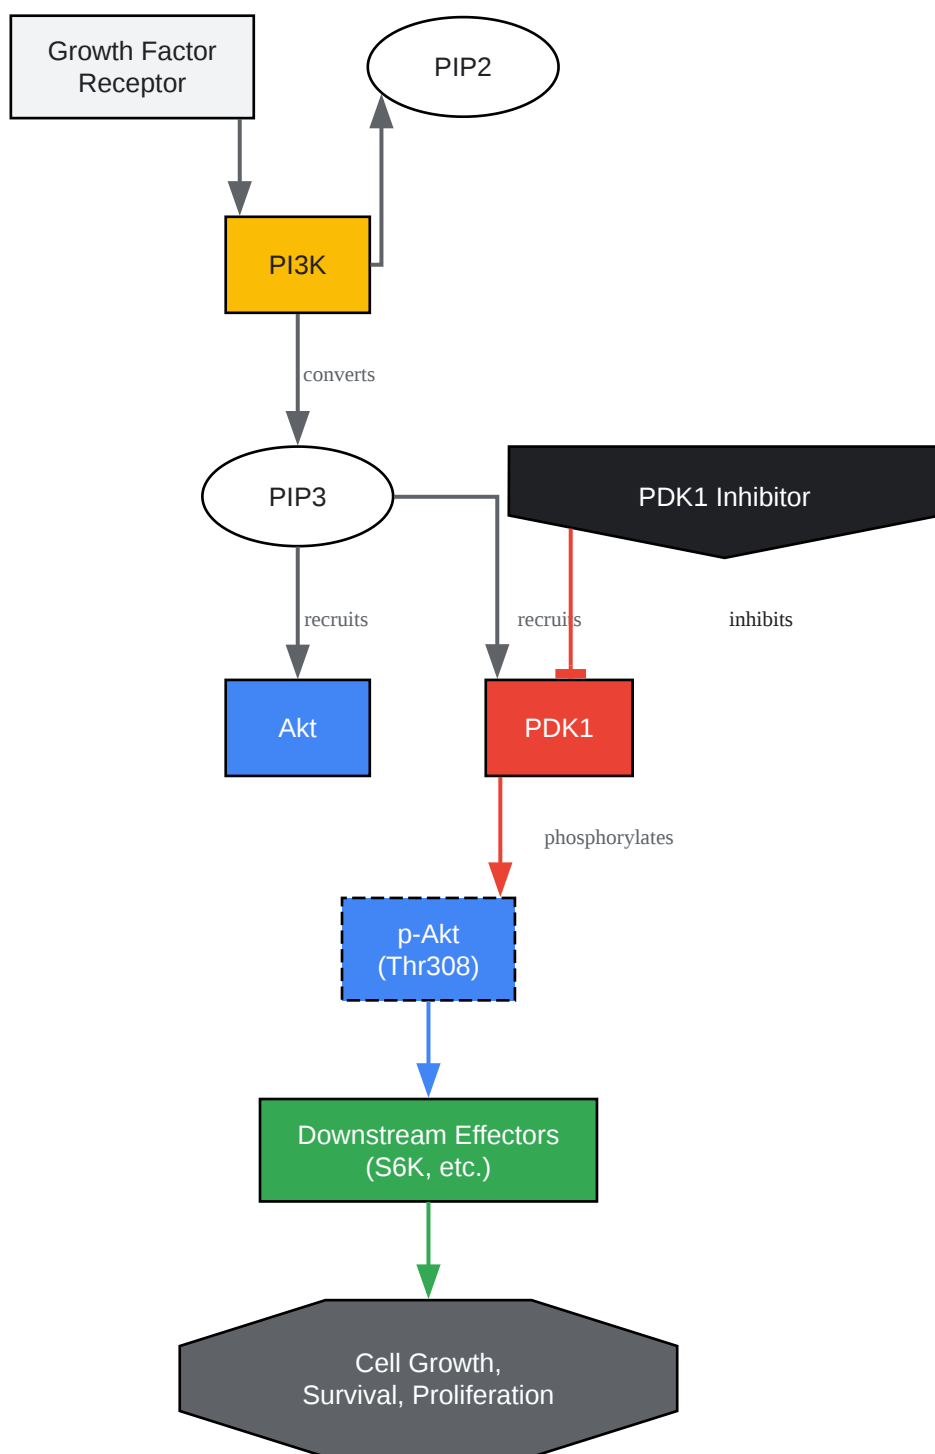 Growth Factor
Receptor
PIP2
PI3K
converts
PIP3
PDK1 Inhibitor
recruits
recruits
inhibits
Akt
PDK1
phosphorylates
p-Akt
(Thr308)
Downstream Effectors
(S6K, etc.)
Cell Growth,
Survival, Proliferation